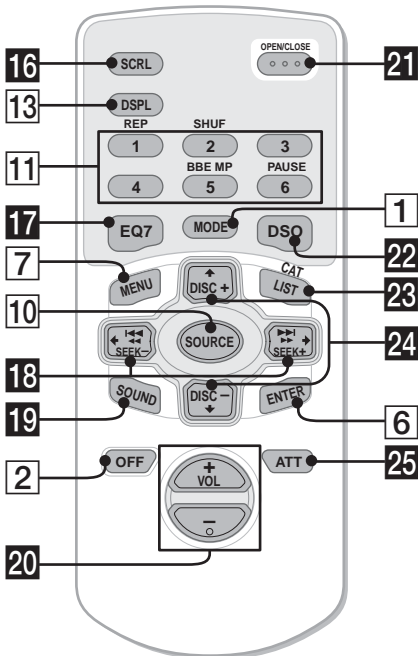 OPEN/CLOSE
16 SCRL 21
13 DSPL
REP SHUF
11 1 2 3
BBE MP PAUSE
4 5 6
17 EQ7 MODE 1 DSO 22
7 MENU DISC + CAT LIST 23
10 SOURCE 24
SEEK– SEEK+
18
19 SOUND DISC – ENTER 6
2 OFF + VOL ATT 25
–
20